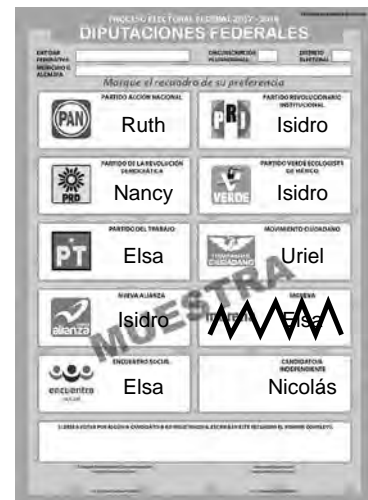 PROCESO ELECTORAL FEDERAL 2017 - 2018
DIPUTACIONES FEDERALES
ENTIDAD FEDERATIVA
CIRCUNSCRIPCIÓN PLURINOMINAL
DISTRITO ELECTORAL
MUNICIPIO O ALCALDÍA
Marque el recuadro de su preferencia
PARTIDO ACCIÓN NACIONAL
PAN
Ruth
PARTIDO REVOLUCIONARIO
INSTITUCIONAL
PRI
Isidro
PARTIDO DE LA REVOLUCIÓN
DEMOCRÁTICA
PRD
Nancy
PARTIDO VERDE ECOLOGISTA
DE MÉXICO
VERDE
Isidro
PARTIDO DEL TRABAJO
PT
Elsa
MOVIMIENTO CIUDADANO
CIUDADANO
Uriel
NUEVA ALIANZA
alianza
Isidro
MORENA
morena
Elsa
ENCUENTRO SOCIAL
encuentro
social
Elsa
CANDIDATO/A
INDEPENDIENTE
Nicolás
MUESTRA